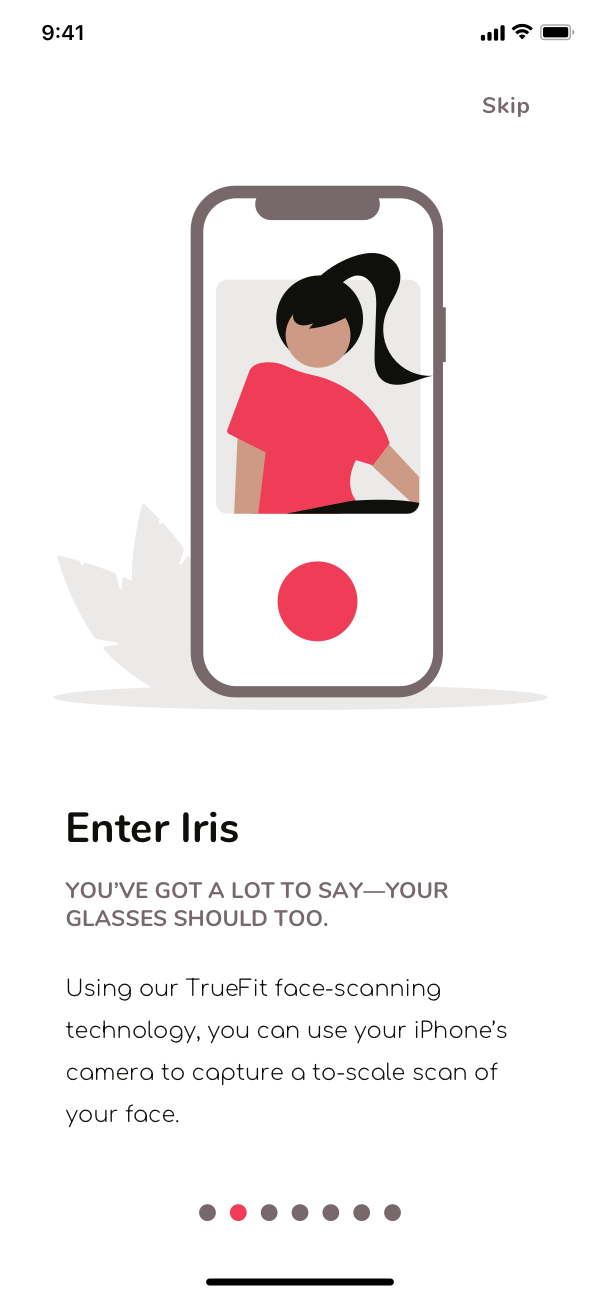 9:41
Skip
Enter Iris
YOU’VE GOT A LOT TO SAY—YOUR
GLASSES SHOULD TOO.
Using our TrueFit face-scanning
technology, you can use your iPhone’s
camera to capture a to-scale scan of
your face.